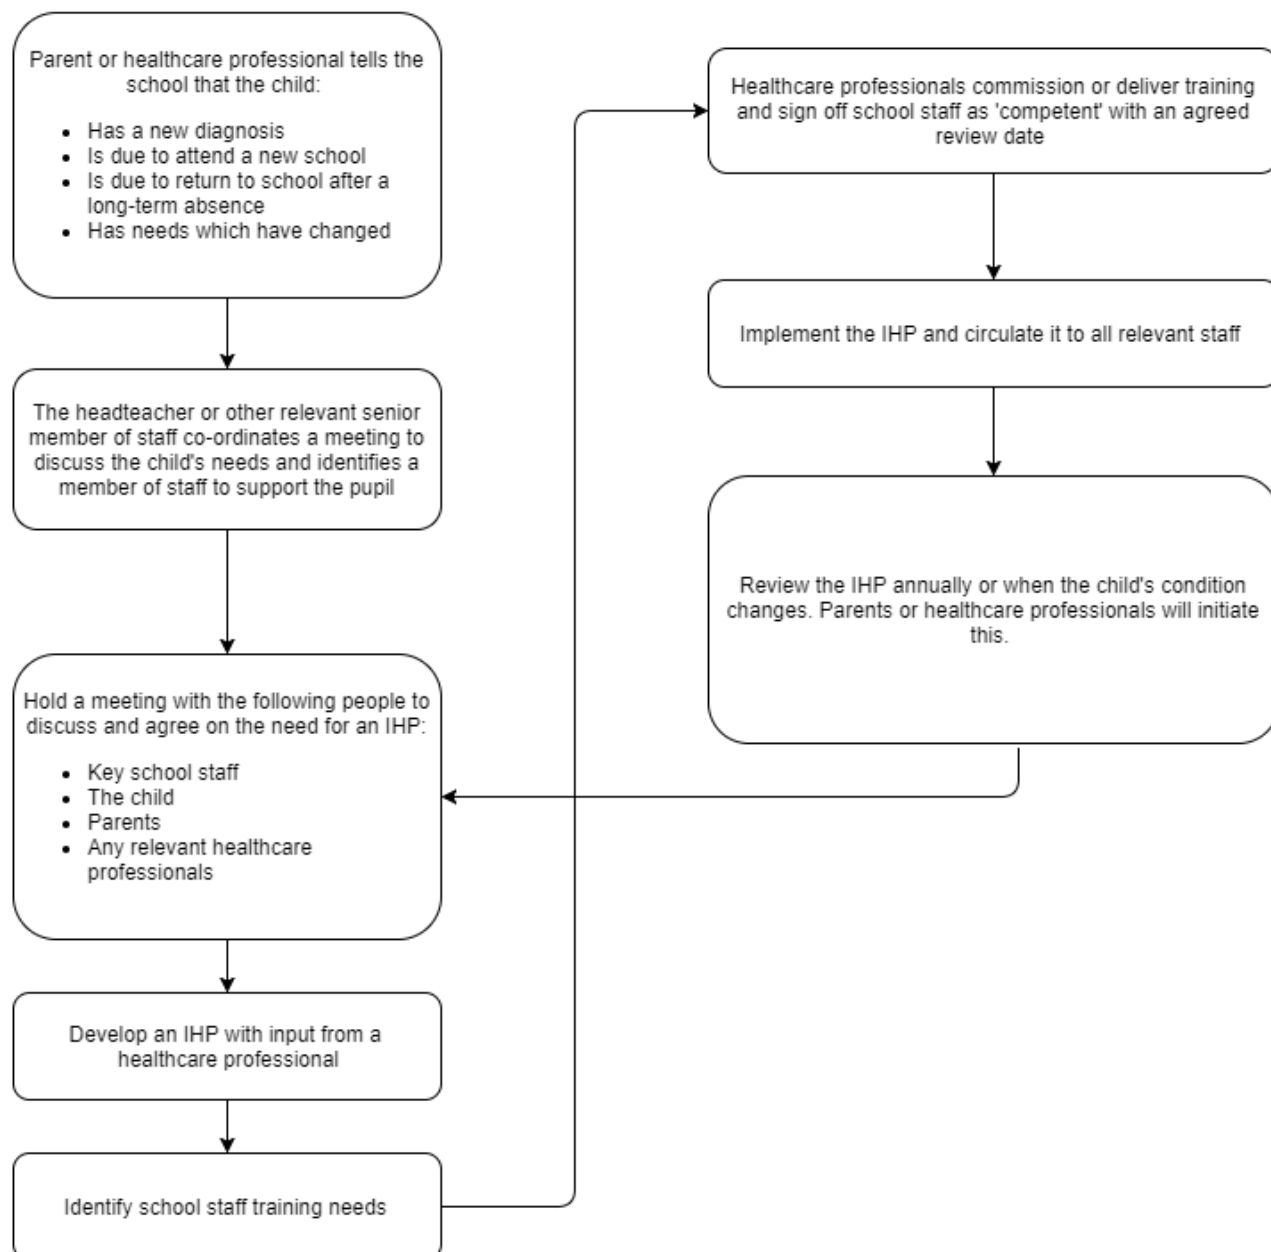 Parent or healthcare professional tells the
school that the child:
Has a new diagnosis
Is due to attend a new school
Is due to return to school after a
long-term absence
Has needs which have changed
The headteacher or other relevant senior
member of staff co-ordinates a meeting to
discuss the child's needs and identifies a
member of staff to support the pupil
Hold a meeting with the following people to
discuss and agree on the need for an IHP:
Key school staff
The child
Parents
Any relevant healthcare
professionals
Develop an IHP with input from a
healthcare professional
Identify school staff training needs
Healthcare professionals commission or deliver training
and sign off school staff as 'competent' with an agreed
review date
Implement the IHP and circulate it to all relevant staff
Review the IHP annually or when the child's condition
changes. Parents or healthcare professionals will initiate
this.